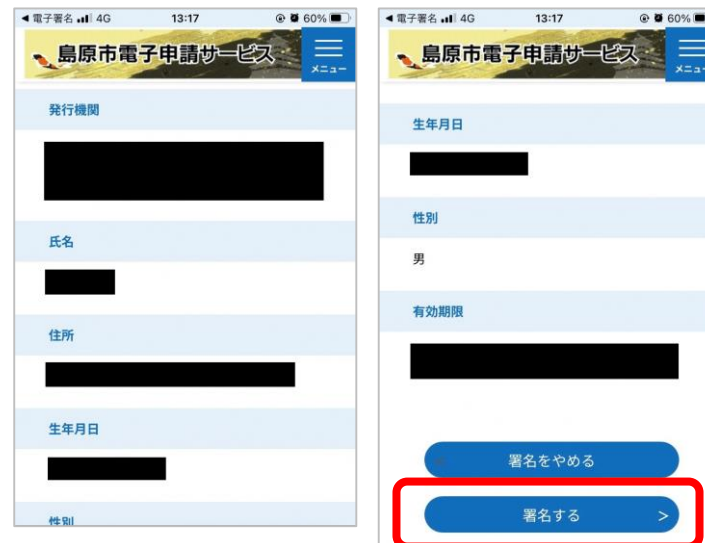 ◀電子署名 4G 13:17 60%
島原市電子申請サービス
メニュー
発行機関
氏名
住所
生年月日
性別
◀電子署名 4G 13:17 60%
島原市電子申請サービス
メニュー
生年月日
性別
男
有効期限
署名をやめる
署名する >